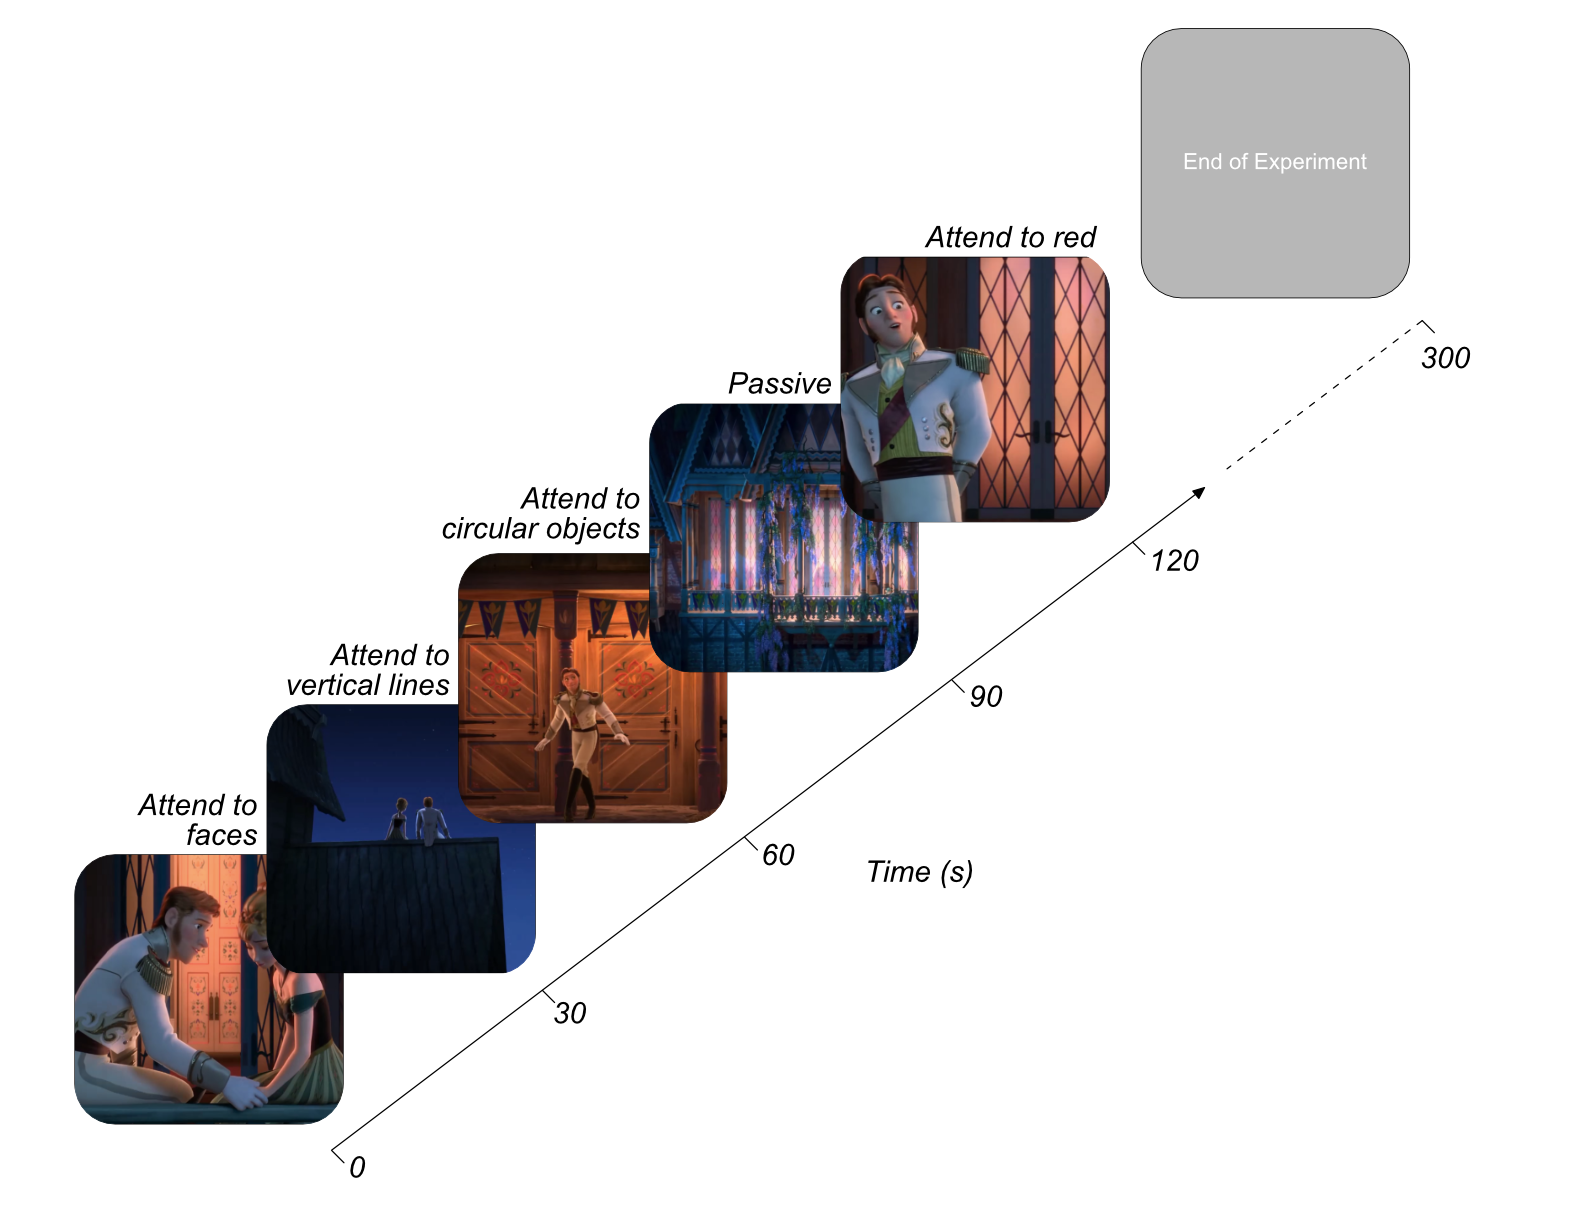 End of Experiment
Attend to red
300
Passive
Attend to
circular objects
120
Attend to
vertical lines
90
Attend to
faces
60
Time (s)
30
0